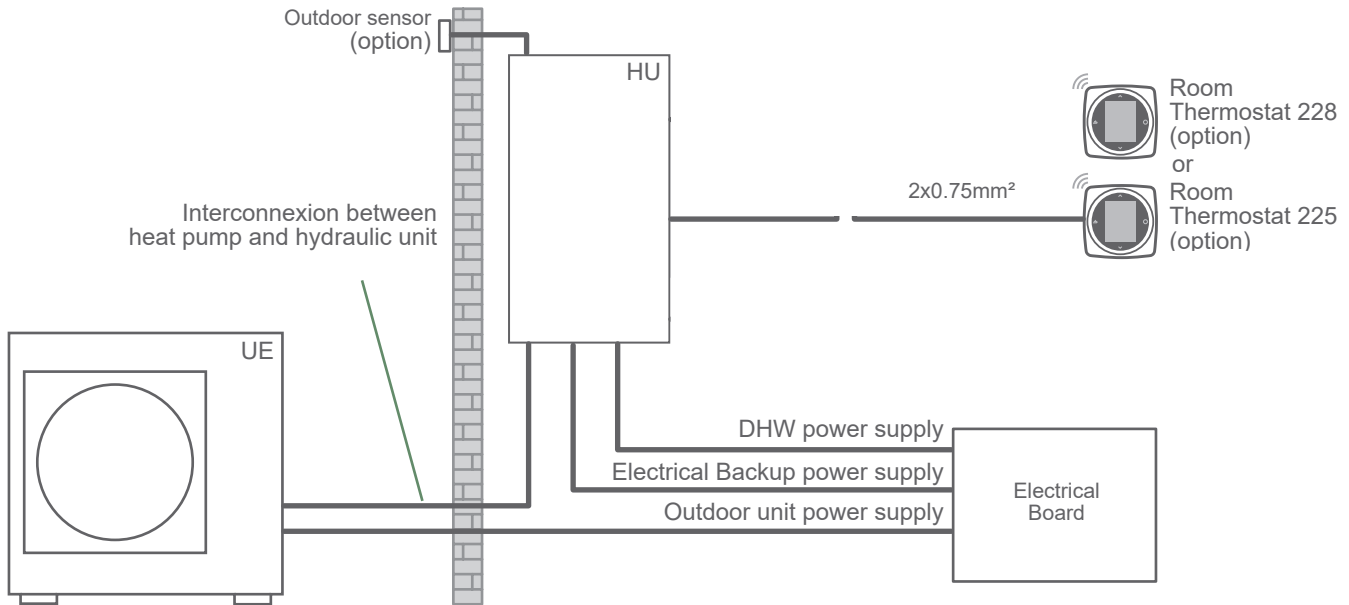 Outdoor sensor
(option)
HU
Room
Thermostat 228
(option)
or
Room
Thermostat 225
(option)
2x0.75mm²
Interconnexion between
heat pump and hydraulic unit
UE
DHW power supply
Electrical Backup power supply
Outdoor unit power supply
Electrical
Board